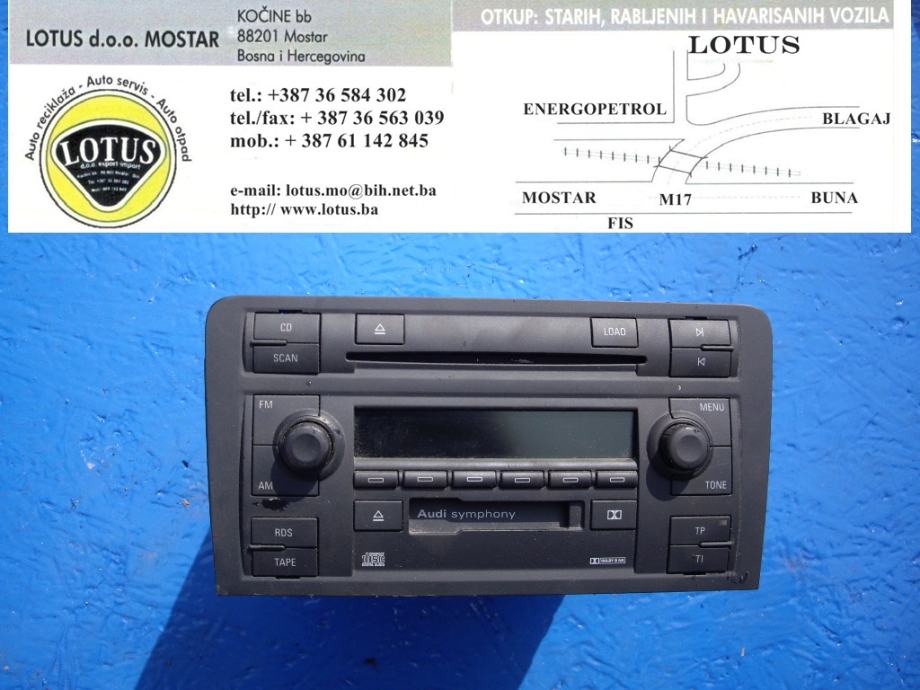 LOTUS d.o.o. MOSTAR
KOČINE bb
88201 Mostar
Bosna i Hercegovina
Auto reciklaža - Auto servis - Auto otpad
LOTUS
d.o.o. export-import
tel.: +387 36 584 302
tel./fax: + 387 36 563 039
mob.: + 387 61 142 845
e-mail: lotus.mo@bih.net.ba
http:// www.lotus.ba
OTKUP: STARIH, RABLJENIH I HAVARISANIH VOZILA
LOTUS
ENERGOPETROL
BLAGAJ
MOSTAR
M17
BUNA
FIS
CD
LOAD
SCAN
FM
MENU
AM
TONE
Audi symphony
RDS
TP
TAPE
TI